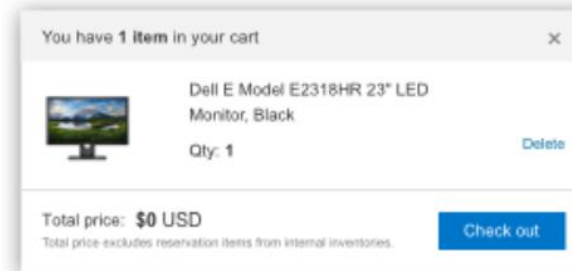 You have 1 item in your cart ×
Dell E Model E2318HR 23" LED
Monitor, Black
Qty: 1
Delete
Total price: $0 USD
Total price excludes reservation items from internal inventories.
Check out